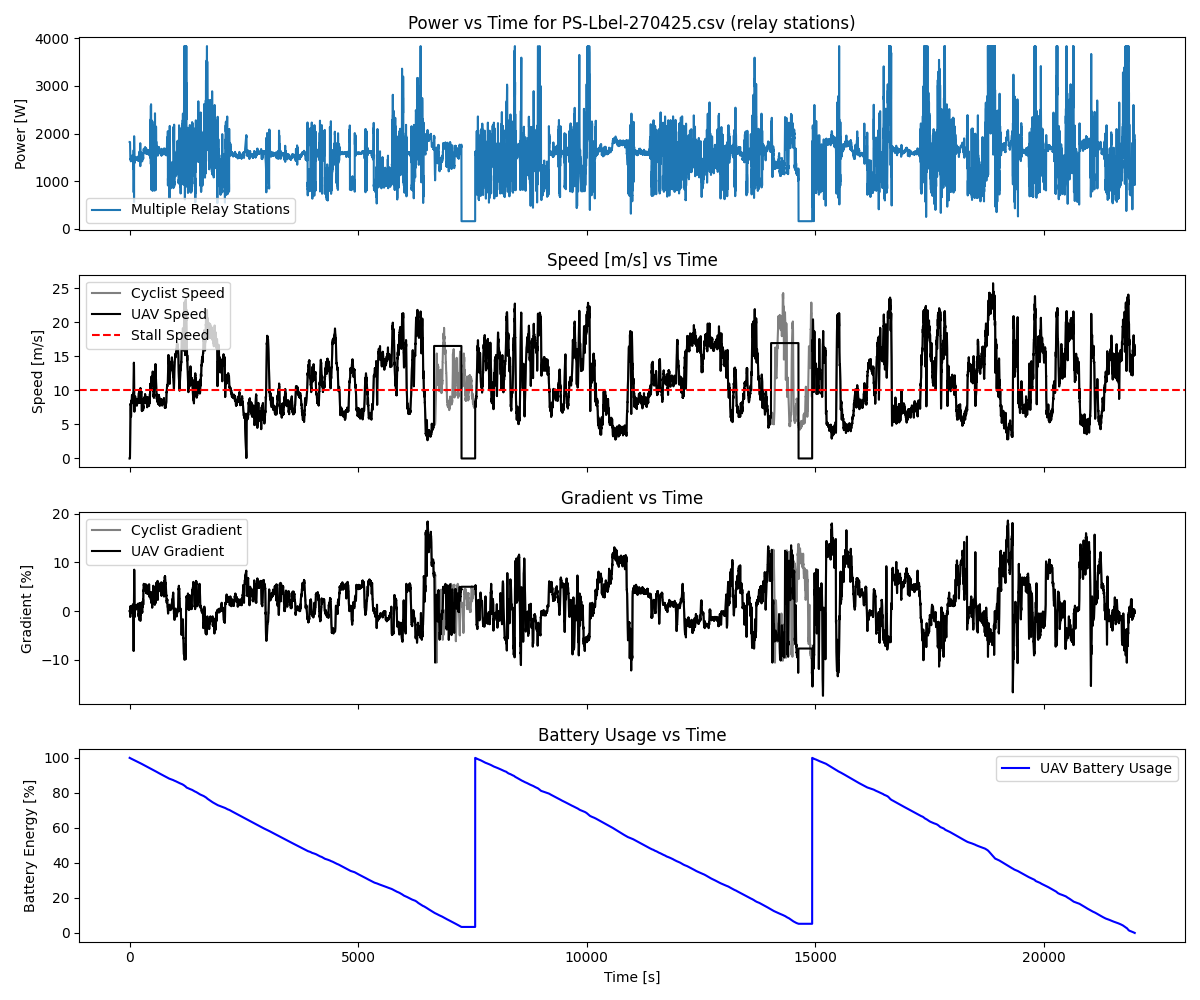 Power vs Time for PS-Lbel-270425.csv (relay stations)
4000
3000
2000
1000
0
Power [W]
Multiple Relay Stations
Speed [m/s] vs Time
25
20
15
10
5
0
Speed [m/s]
Cyclist Speed
UAV Speed
Stall Speed
Gradient vs Time
20
10
0
−10
Gradient [%]
Cyclist Gradient
UAV Gradient
Battery Usage vs Time
100
80
60
40
20
0
Battery Energy [%]
UAV Battery Usage
0 5000 10000 15000 20000
Time [s]